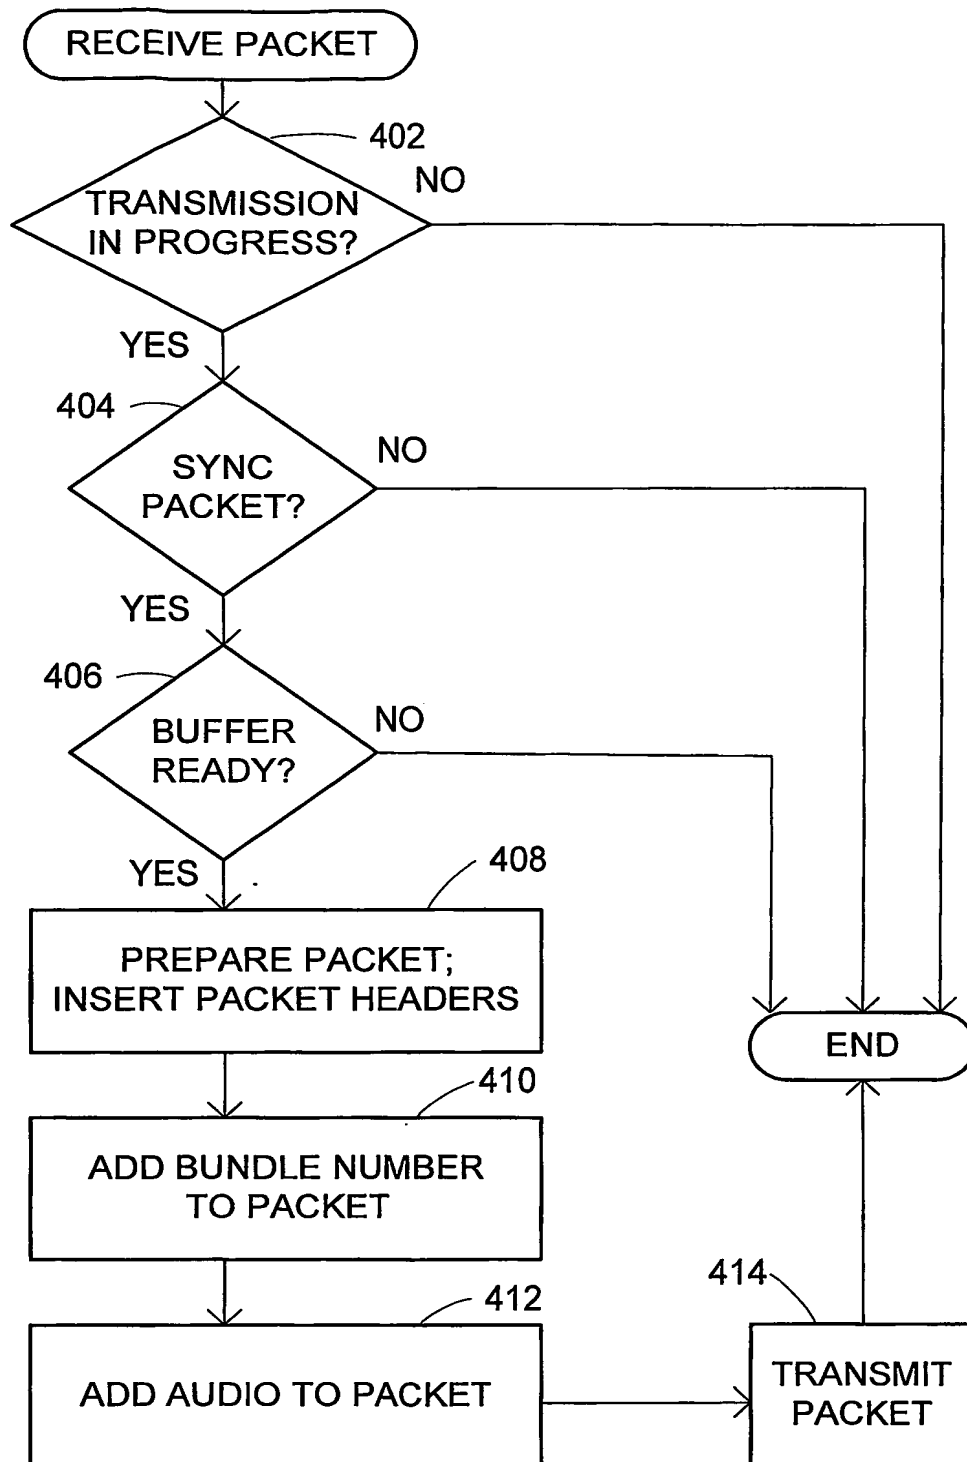 RECEIVE PACKET
402
NO
TRANSMISSION
IN PROGRESS?
YES
404
NO
SYNC
PACKET?
YES
406
NO
BUFFER
READY?
YES
408
PREPARE PACKET;
INSERT PACKET HEADERS
END
410
ADD BUNDLE NUMBER
TO PACKET
412
414
ADD AUDIO TO PACKET
TRANSMIT
PACKET